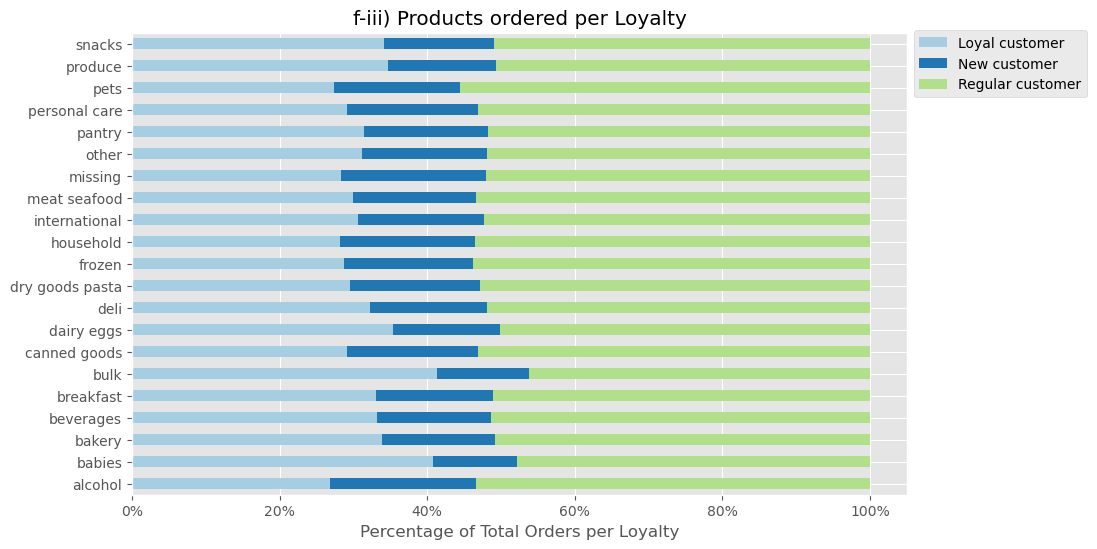 f-iii) Products ordered per Loyalty
snacks
produce
pets
personal care
pantry
other
missing
meat seafood
international
household
frozen
dry goods pasta
deli
dairy eggs
canned goods
bulk
breakfast
beverages
bakery
babies
alcohol
0% 20% 40% 60% 80% 100%
Percentage of Total Orders per Loyalty
Loyal customer
New customer
Regular customer